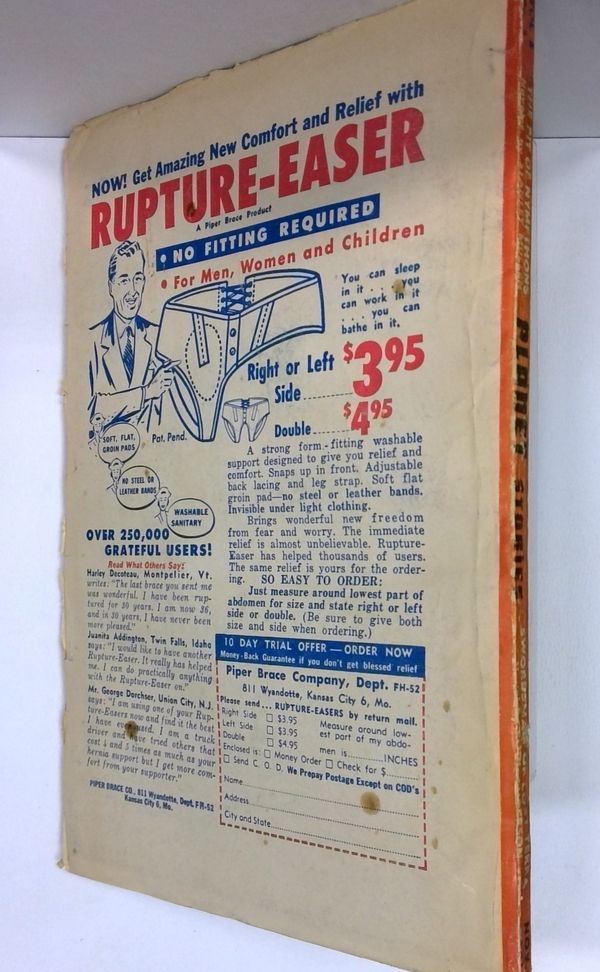 NOW! Get Amazing New Comfort and Relief with
RUPTURE-EASER
A Piper Brace Product
• NO FITTING REQUIRED
• For Men, Women and Children
You can sleep
in it . . . you
can work in it
. . . you can
bathe in it.
Right or Left
Side
$3.95
Double
$4.95
Pat. Pend.
SOFT, FLAT,
GROIN PADS
NO STEEL OR
LEATHER BANDS
WASHABLE
SANITARY
A strong form-fitting washable
support designed to give you relief and
comfort. Snaps up in front. Adjustable
back lacing and leg strap. Soft flat
groin pad—no steel or leather bands.
Invisible under light clothing.
Brings wonderful new freedom
from fear and worry. The immediate
relief is almost unbelievable. Rupture-
Easer has helped thousands of users.
The same relief is yours for the order-
ing. SO EASY TO ORDER:
Just measure around lowest part of
abdomen for size and state right or left
side or double. (Be sure to give both
size and side when ordering.)
OVER 250,000
GRATEFUL USERS!
Read What Others Say:
Harley Decoteau, Montpelier, Vt.
writes: "The last brace you sent me
was wonderful. I have been rup-
tured for 30 years. I am now 36,
and in 30 years, I have never been
more pleased."
Juanita Addington, Twin Falls, Idaho
says: "I would like to have another
Rupture-Easer. It really has helped
me. I can do practically anything
with the Rupture-Easer on."
Mr. George Dorchser, Union City, N.J.
says: "I am using one of your Rup-
ture-Easers now and find it the best
I have ever used. I am a truck
driver and have tried others that
cost 4 and 5 times as much as your
hernia support but I get more com-
fort from your supporter."
PIPER BRACE CO., 811 Wyandotte, Dept. FH-52
Kansas City 6, Mo.
10 DAY TRIAL OFFER — ORDER NOW
Money-Back Guarantee if you don't get blessed relief
Piper Brace Company, Dept. FH-52
811 Wyandotte, Kansas City 6, Mo.
Please send... RUPTURE-EASERS by return mail.
Right Side □ $3.95
Left Side □ $3.95
Double □ $4.95
Measure around low-
est part of my abdo-
men is INCHES
Enclosed is: □ Money Order □ Check for $
□ Send C. O. D. We Prepay Postage Except on COD's
Name
Address
City and State
PLANET STORIES